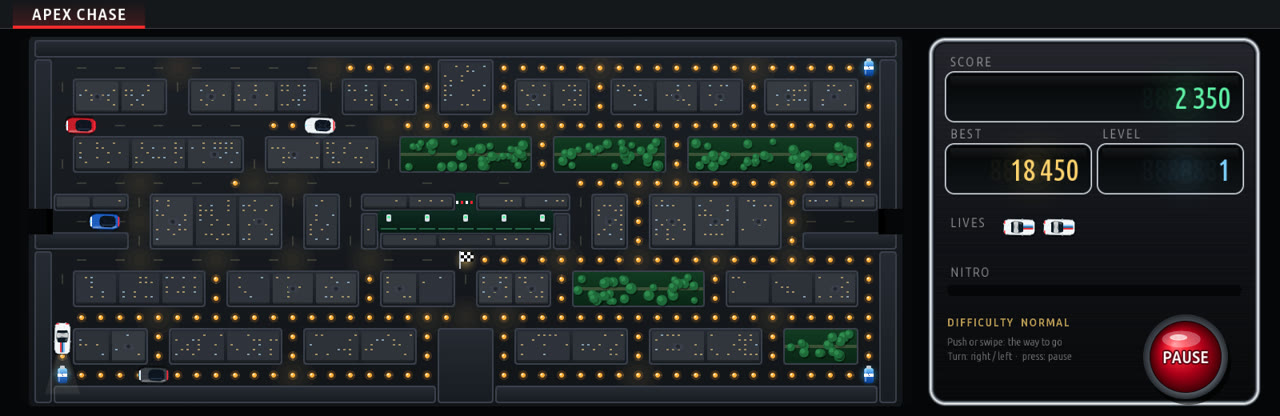 APEX CHASE
SCORE
2 350
BEST
LEVEL
18 450
1
LIVES
NITRO
DIFFICULTY NORMAL
Push or swipe: the way to go
Turn: right / left · press: pause
PAUSE